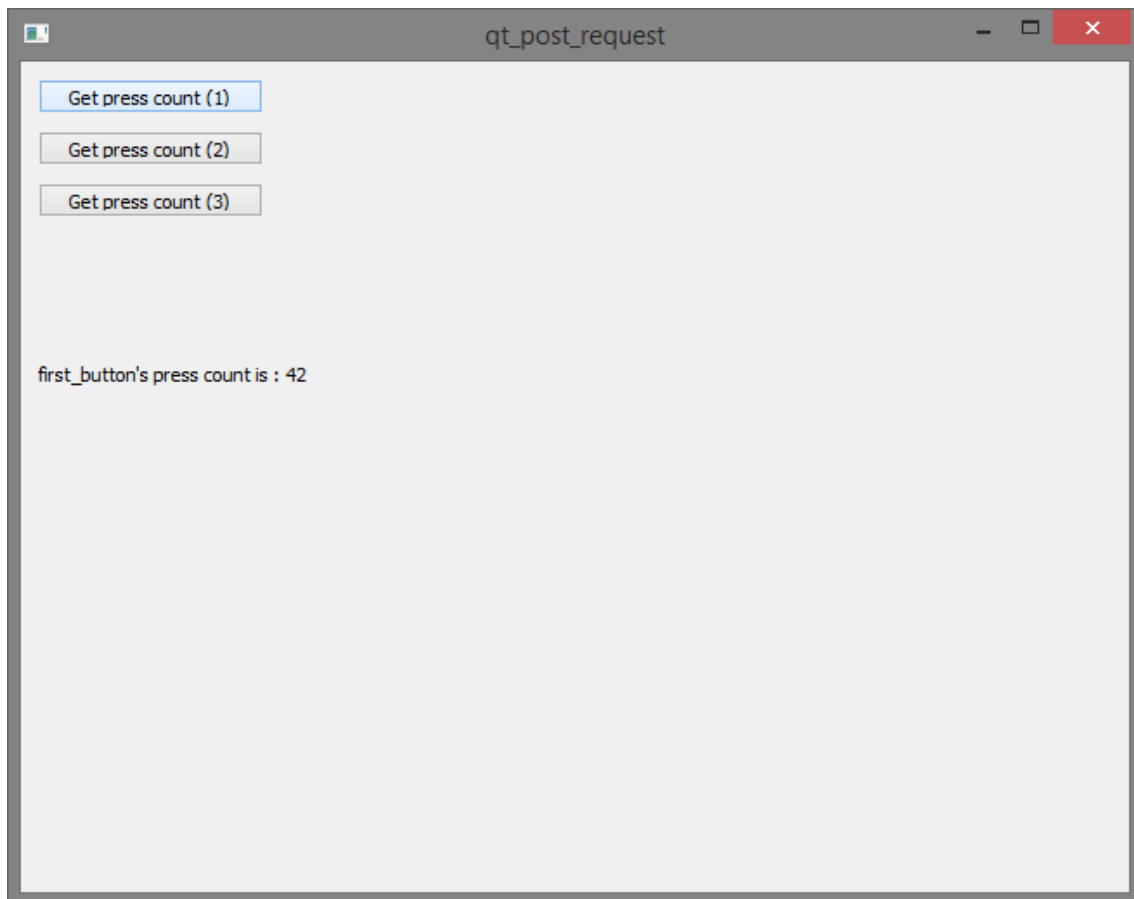 qt_post_request
Get press count (1)
Get press count (2)
Get press count (3)
first_button's press count is : 42